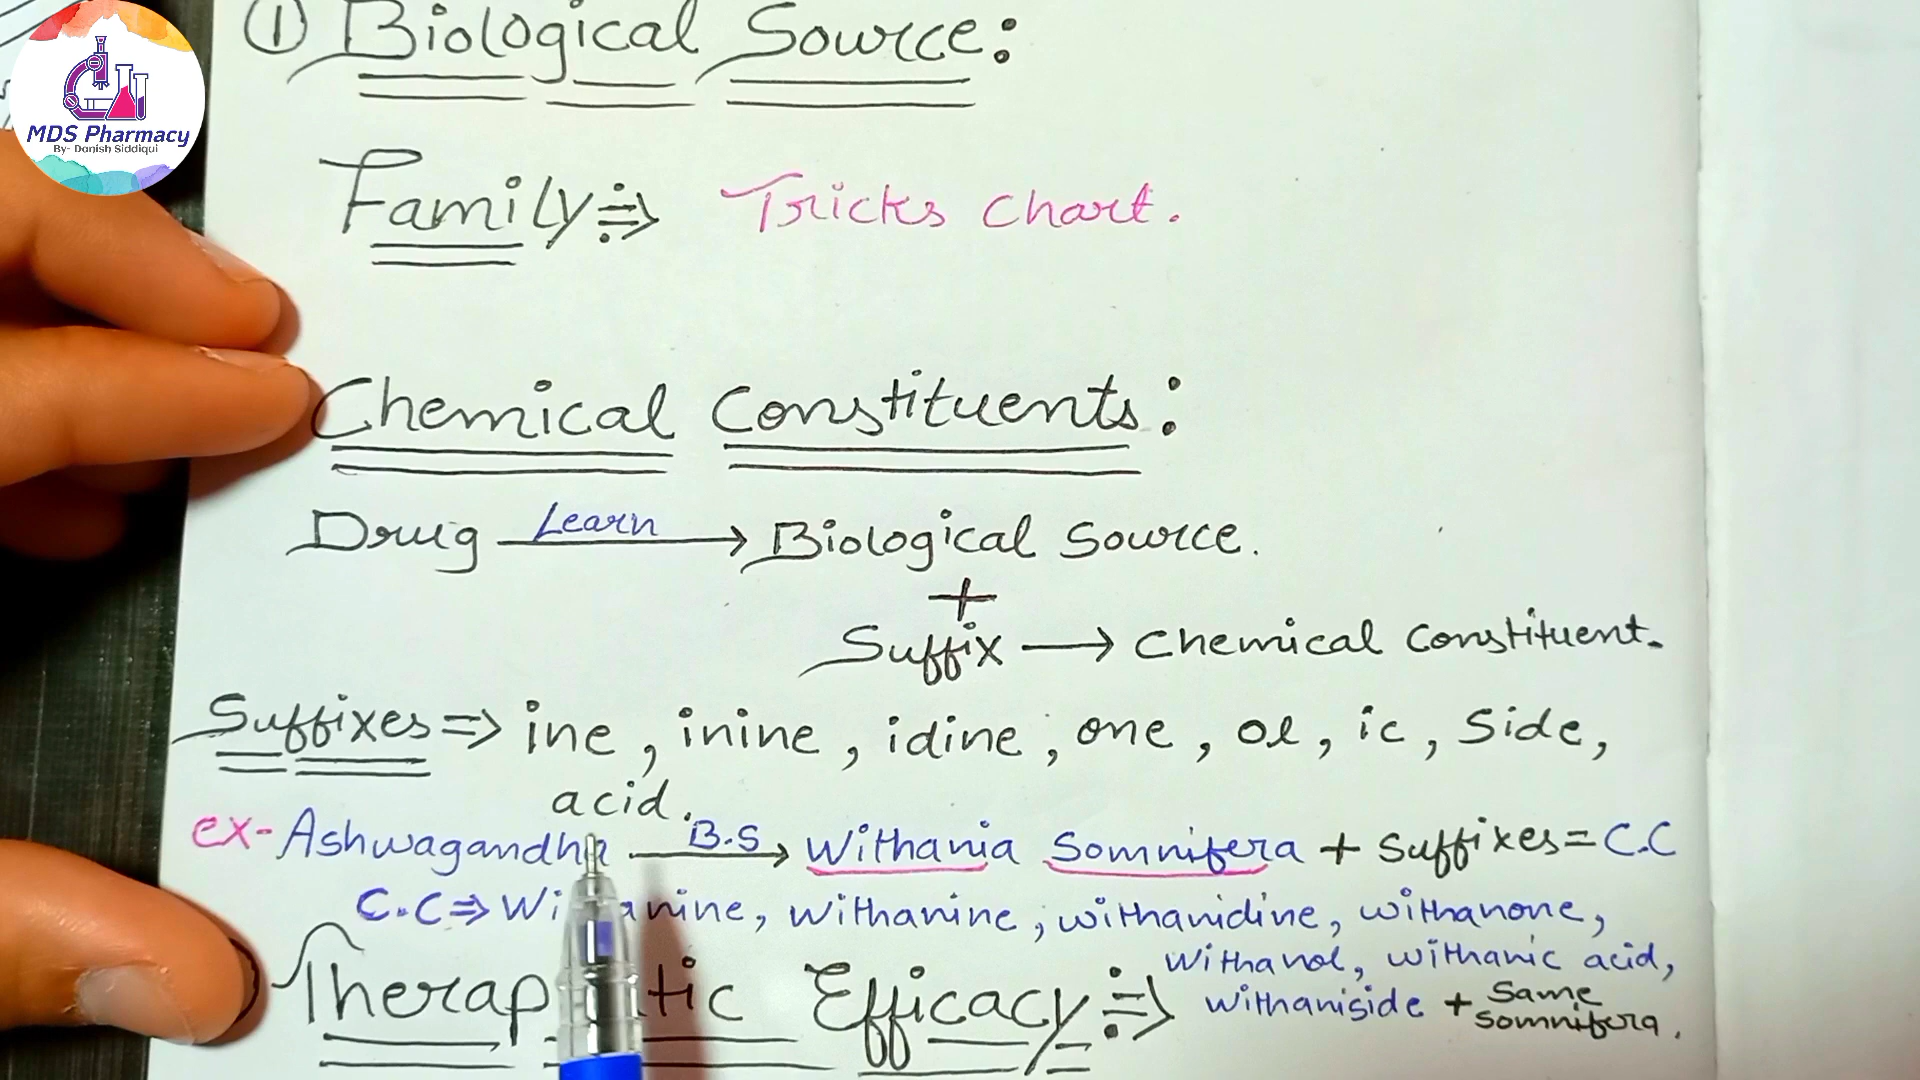 ① Biological Source:
MDS Pharmacy
By- Danish Siddiqui
Family ⇒ Tricks Chart.
Chemical Constituents:
Drug Learn → Biological Source.
+
Suffix → Chemical Constituent.
Suffixes ⇒ ine, inine, idine, one, ol, ic, Side,
acid.
ex- Ashwagandha B.S → Withania Somnifera + Suffixes = C.C
C.C ⇒ withanine, withanidine, withanone,
withanol, withanic acid,
withaniside + Same
Somnifera.
Efficacy ⇒